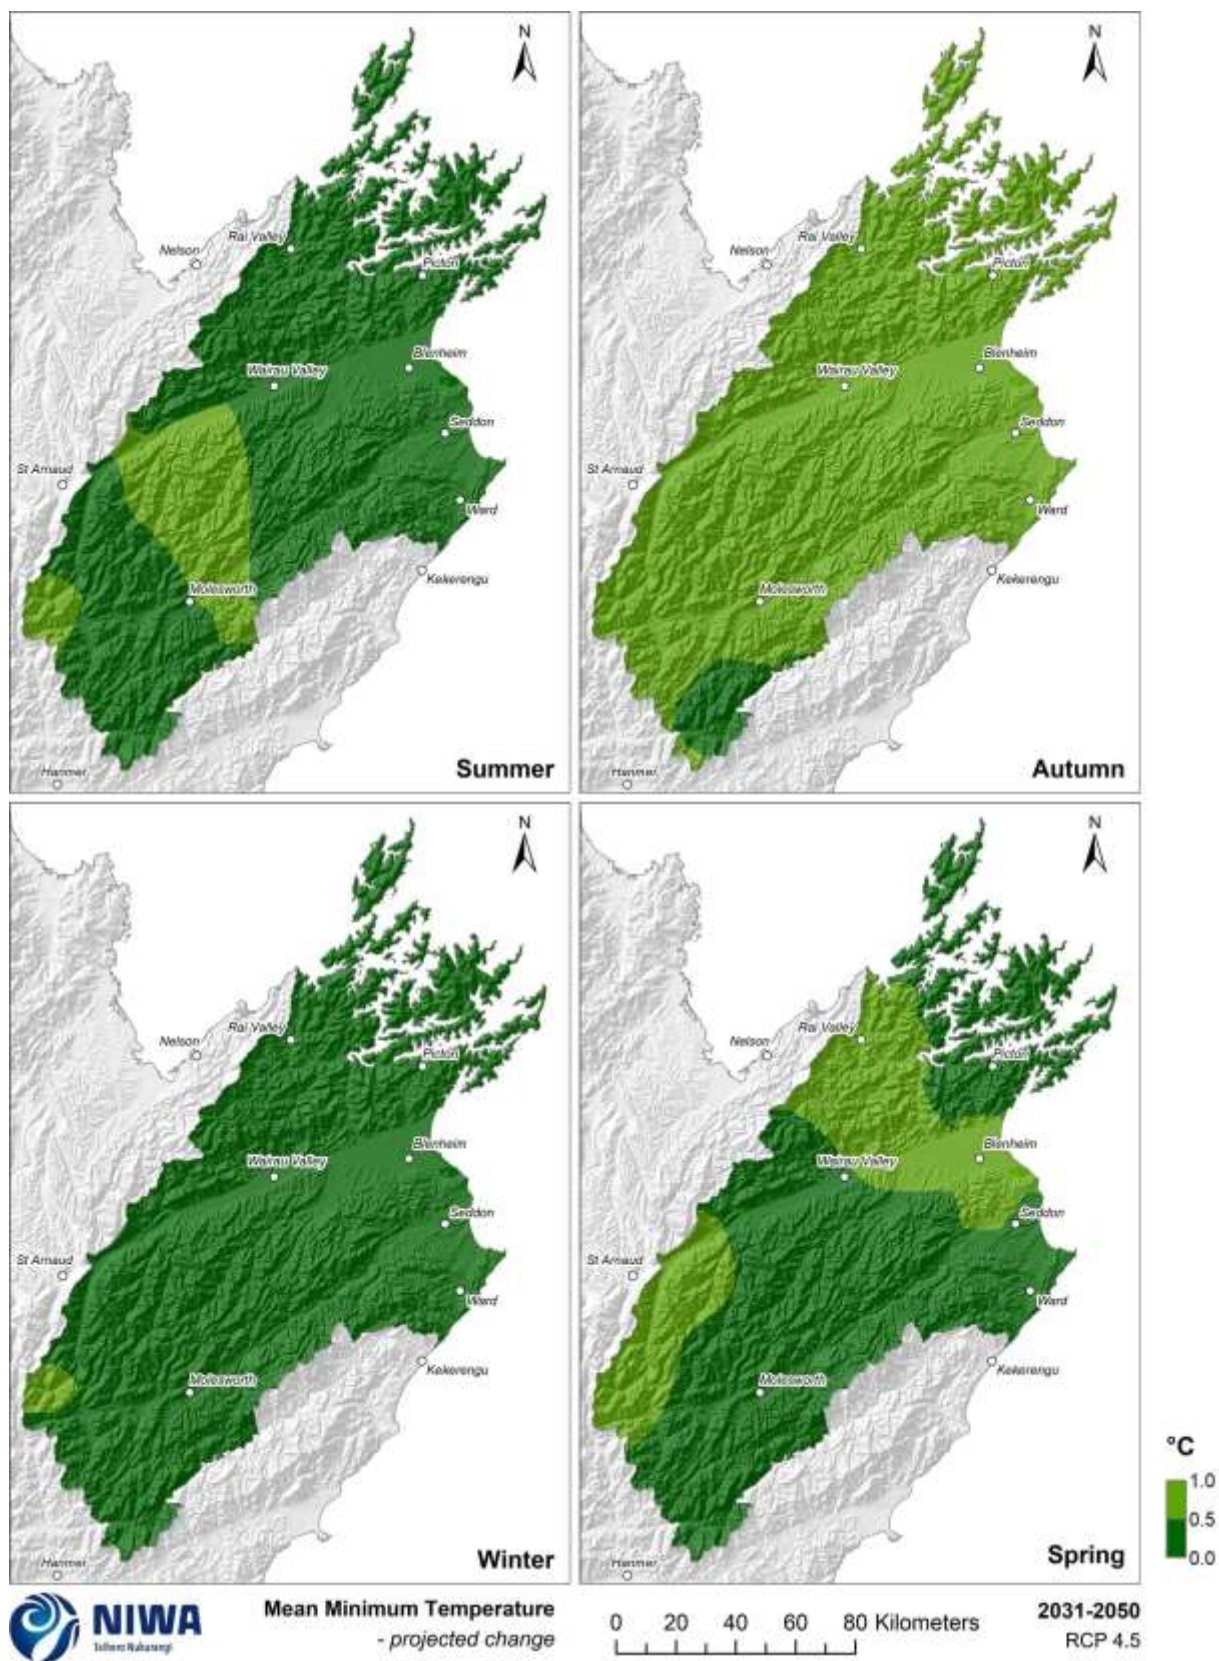 N
Rai Valley
Nelson
Picton
Blenheim
Wairau Valley
Seddon
St Arnaud
Ward
Molesworth
Kekerengu
Hanmer
Summer
N
Rai Valley
Nelson
Picton
Blenheim
Wairau Valley
Seddon
St Arnaud
Ward
Molesworth
Kekerengu
Hanmer
Autumn
N
Rai Valley
Nelson
Picton
Blenheim
Wairau Valley
Seddon
St Arnaud
Ward
Molesworth
Kekerengu
Hanmer
Winter
N
Rai Valley
Nelson
Picton
Blenheim
Wairau Valley
Seddon
St Arnaud
Ward
Molesworth
Kekerengu
Hanmer
Spring
°C
1.0
0.5
0.0
NIWA
Taihoro Nukurangi
Mean Minimum Temperature
- projected change
0 20 40 60 80 Kilometers
2031-2050
RCP 4.5